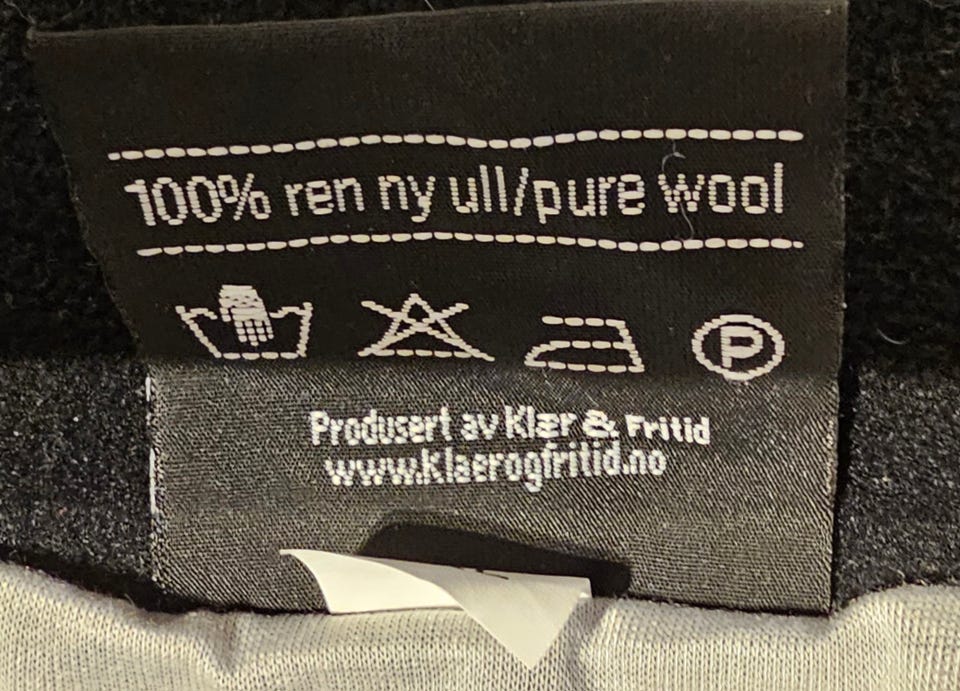 100% ren ny ull/pure wool
P
Produsert av Klær & Fritid
www.klaerogfritid.no